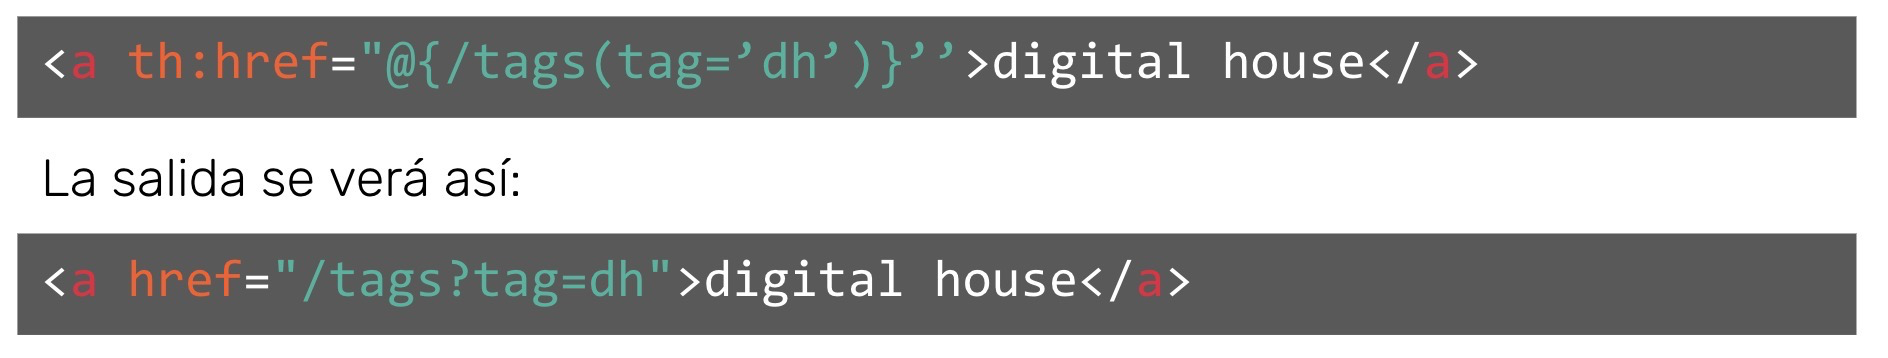 <a th:href="@{/tags(tag=’dh’)}’’>digital house</a>
La salida se verá así:
<a href="/tags?tag=dh">digital house</a>